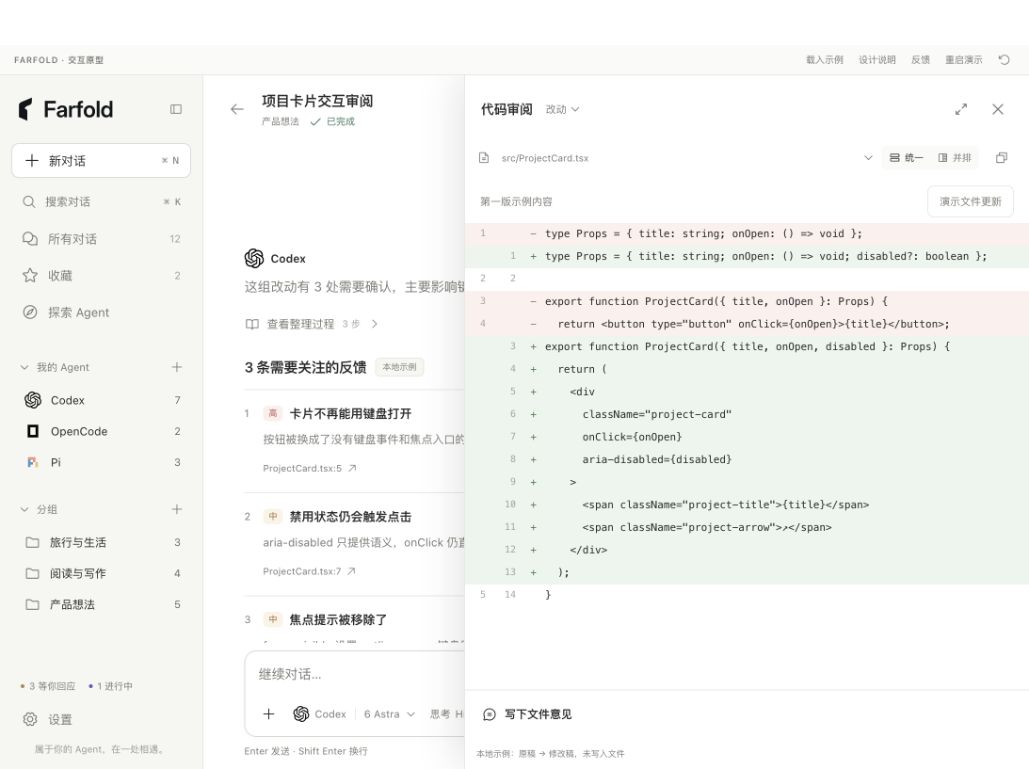 FARFOLD · 交互原型
载入示例 设计说明 反馈 重启演示
Farfold
新对话 ⌘ N
搜索对话 ⌘ K
所有对话 12
收藏 2
探索 Agent
我的 Agent
Codex 7
OpenCode 2
Pi 3
分组
旅行与生活 3
阅读与写作 4
产品想法 5
3 等你回应 1 进行中
设置
属于你的 Agent，在一处相遇。
项目卡片交互审阅
产品想法 已完成
Codex
这组改动有 3 处需要确认，主要影响键
查看整理过程 3 步
3 条需要关注的反馈 本地示例
1 高 卡片不再能用键盘打开
按钮被换成了没有键盘事件和焦点入口的
ProjectCard.tsx:5 ↗
2 中 禁用状态仍会触发点击
aria-disabled 只提供语义，onClick 仍
ProjectCard.tsx:7 ↗
3 中 焦点提示被移除了
继续对话...
Codex 6 Astra 思考
Enter 发送 · Shift Enter 换行
代码审阅 改动
src/ProjectCard.tsx 统一 并排
第一版示例内容 演示文件更新
1 − type Props = { title: string; onOpen: () => void };
1 + type Props = { title: string; onOpen: () => void; disabled?: boolean };
2 2
3 − export function ProjectCard({ title, onOpen }: Props) {
4 − return <button type="button" onClick={onOpen}>{title}</button>;
3 + export function ProjectCard({ title, onOpen, disabled }: Props) {
4 + return (
5 + <div
6 + className="project-card"
7 + onClick={onOpen}
8 + aria-disabled={disabled}
9 + >
10 + <span className="project-title">{title}</span>
11 + <span className="project-arrow">↗</span>
12 + </div>
13 + );
5 14 }
写下文件意见
本地示例：原稿 → 修改稿，未写入文件